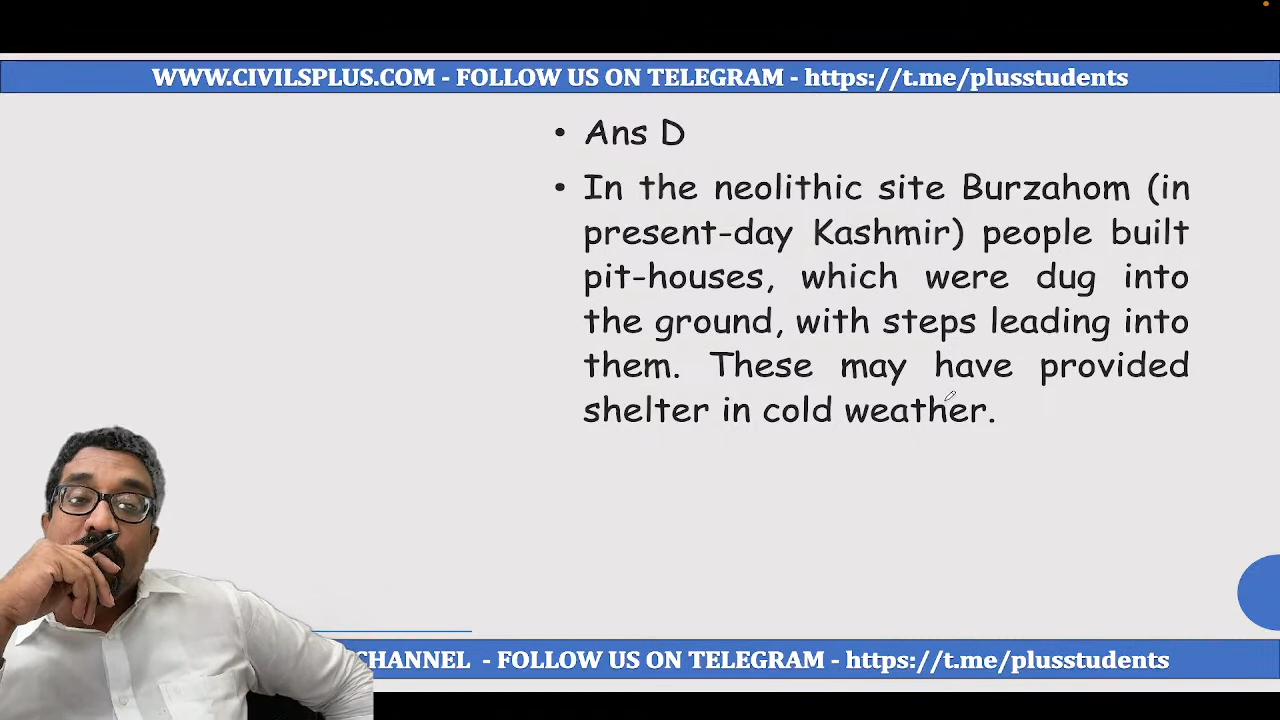 WWW.CIVILSPLUS.COM - FOLLOW US ON TELEGRAM - https://t.me/plusstudents
• Ans D
• In the neolithic site Burzahom (in
present-day Kashmir) people built
pit-houses, which were dug into
the ground, with steps leading into
them. These may have provided
shelter in cold weather.
CHANNEL - FOLLOW US ON TELEGRAM - https://t.me/plusstudents